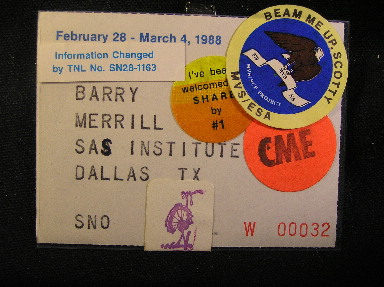 February 28 - March 4, 1988
Information Changed
by TNL No. SN28-1163
BARRY
MERRILL
SAS INSTITUTE
DALLAS TX
SNO
W 00032
I've been
welcomed
SHARE
by
#1
BEAM ME UP, SCOTTY
MVS/ESA
CME